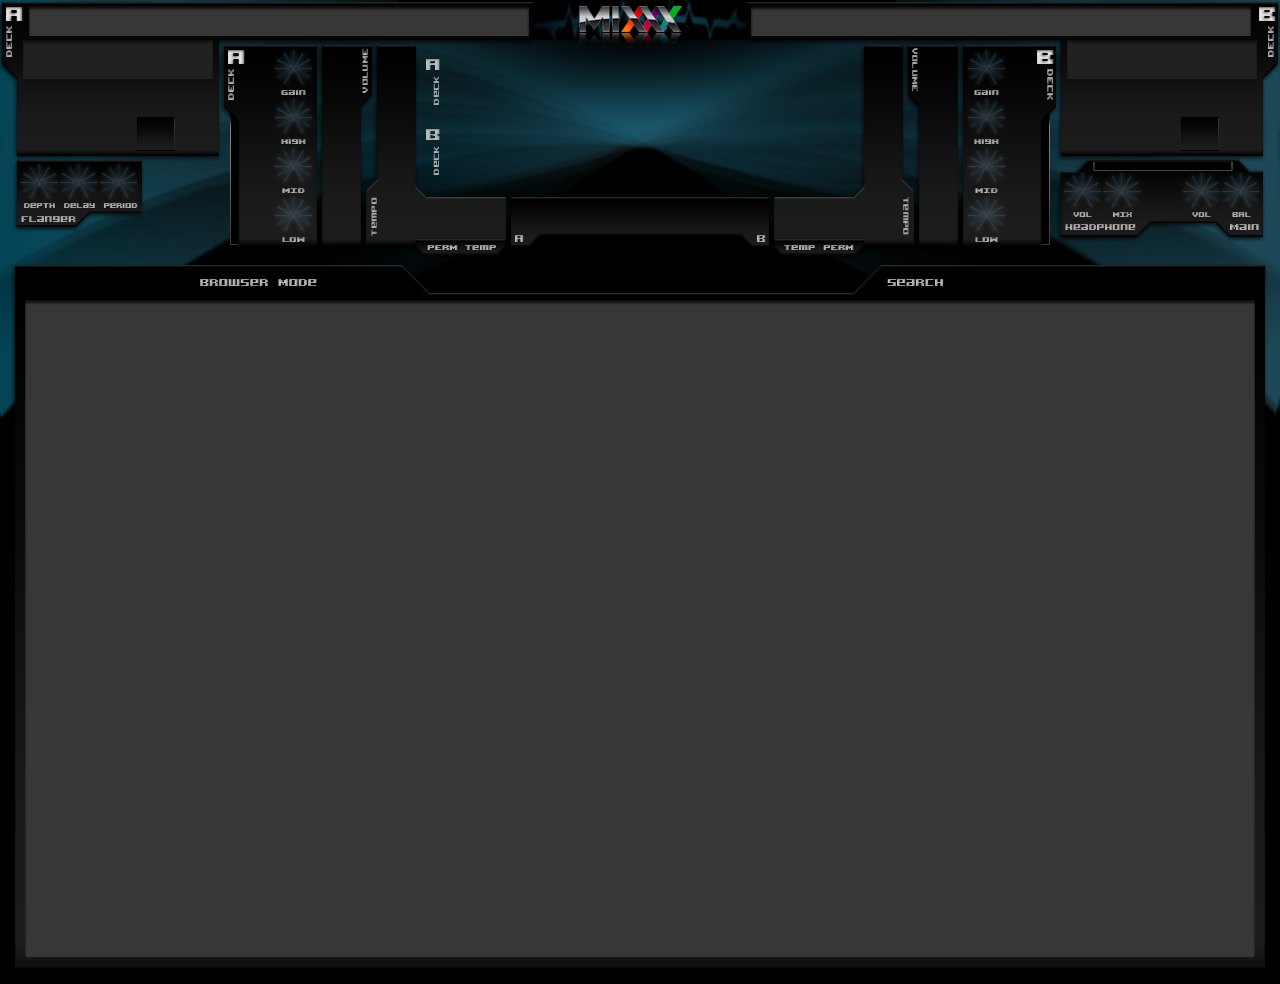 A
DECK
MIXXX
B
DECK
A
DECK
GAIN
HIGH
MID
LOW
VOLUME
TEMPO
A
DECK
B
DECK
VOLUME
TEMPO
B
DECK
GAIN
HIGH
MID
LOW
DEPTH DELAY PERIOD
FLANGER
VOL MIX VOL BAL
HEADPHONE MAIN
PERM TEMP
A
B
TEMP PERM
BROWSER MODE
SEARCH